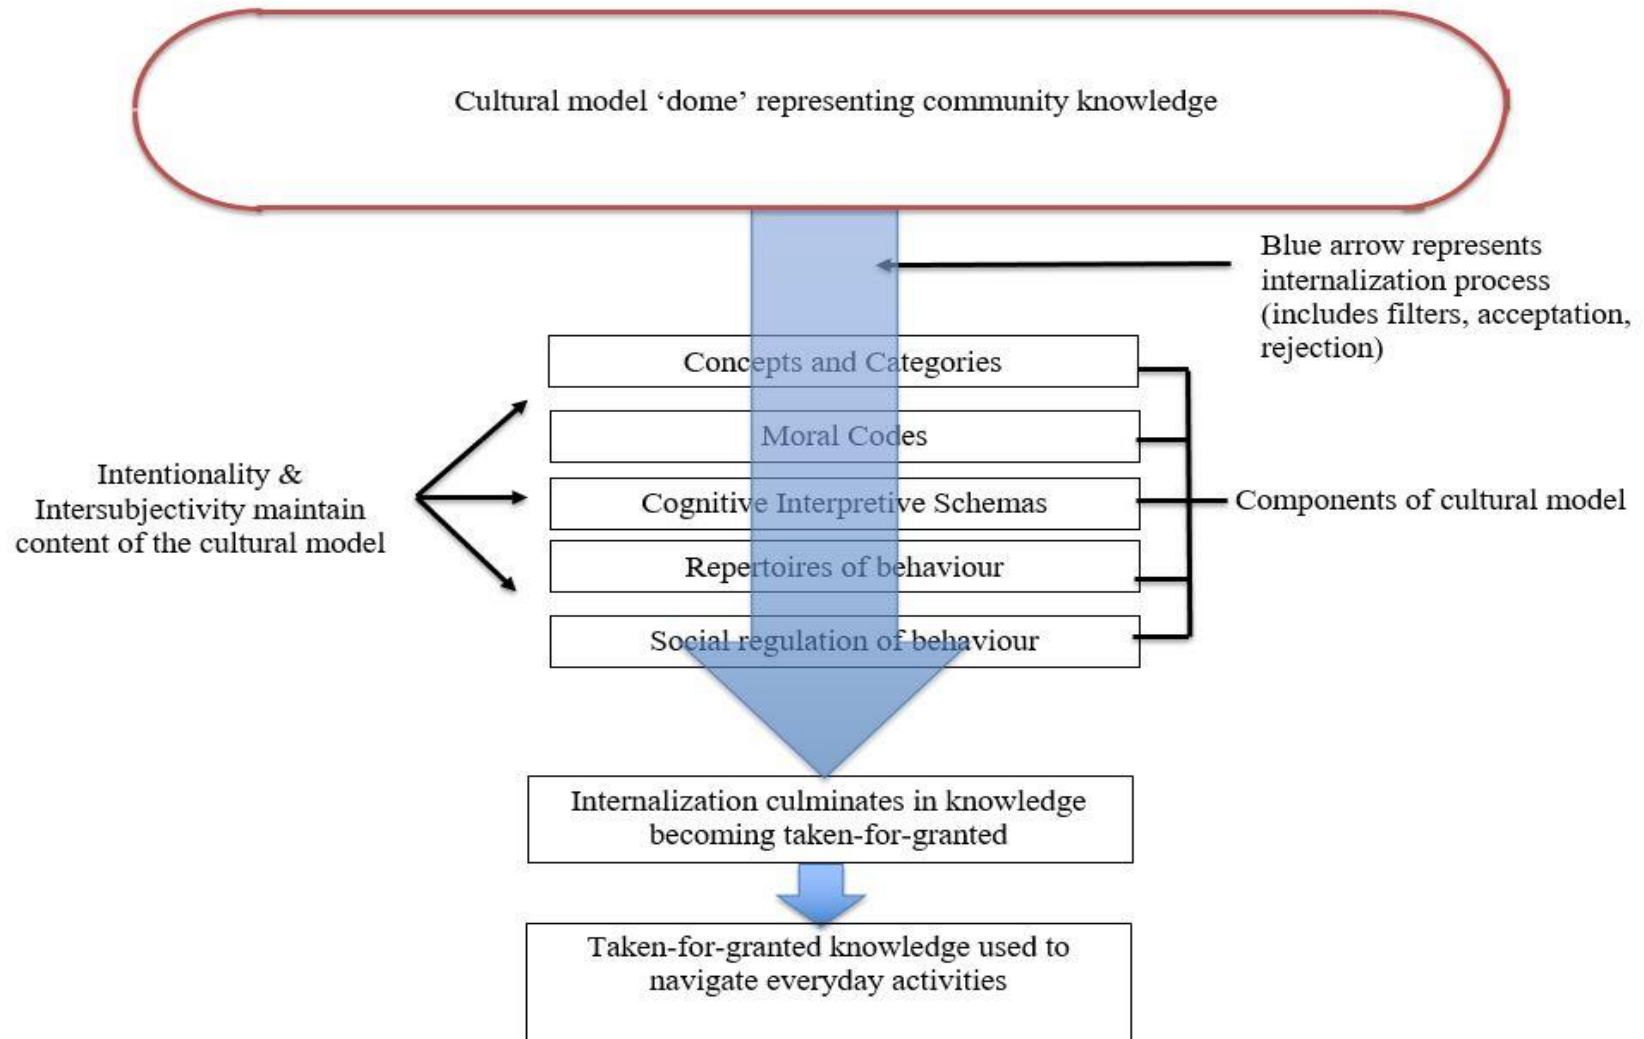 Cultural model ‘dome’ representing community knowledge
Blue arrow represents
internalization process
(includes filters, acceptation,
rejection)
Concepts and Categories
Moral Codes
Cognitive Interpretive Schemas
Repertoires of behaviour
Social regulation of behaviour
Intentionality &
Intersubjectivity maintain
content of the cultural model
Components of cultural model
Internalization culminates in knowledge
becoming taken-for-granted
Taken-for-granted knowledge used to
navigate everyday activities